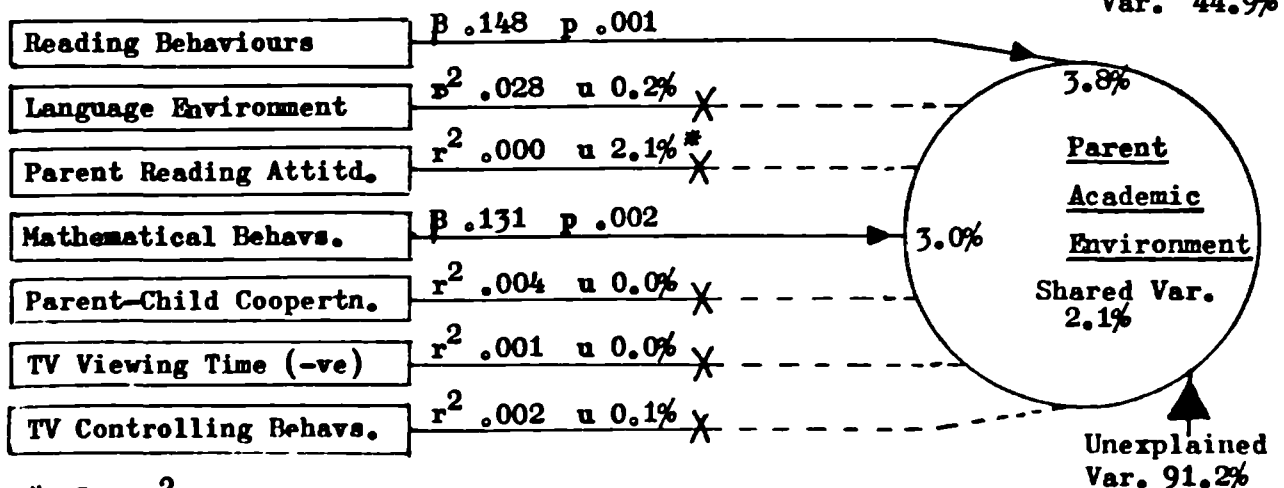 Var. 44.9%
Reading Behaviours β .148 p .001
3.8%
Language Environment r² .028 u 0.2%
Parent Reading Attitd. r² .000 u 2.1%*
Parent
Academic
Mathematical Behavs. β .131 p .002
3.0%
Environment
Parent-Child Coopertn. r² .004 u 0.0%
Shared Var.
2.1%
TV Viewing Time (-ve) r² .001 u 0.0%
TV Controlling Behavs. r² .002 u 0.1%
Unexplained
Var. 91.2%